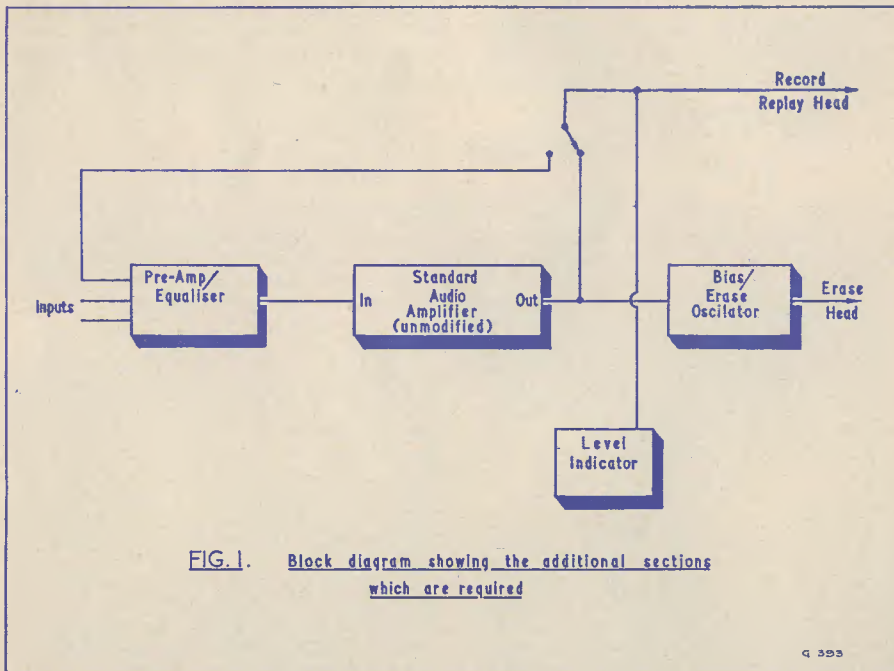 Record
Replay Head
Pre-Amp/
Equaliser
Inputs
Standard
Audio
Amplifier
(unmodified)
In
Out
Bias/
Erase
Oscilator
Erase
Head
Level
Indicator
FIG. 1. Block diagram showing the additional sections
which are required
G 393